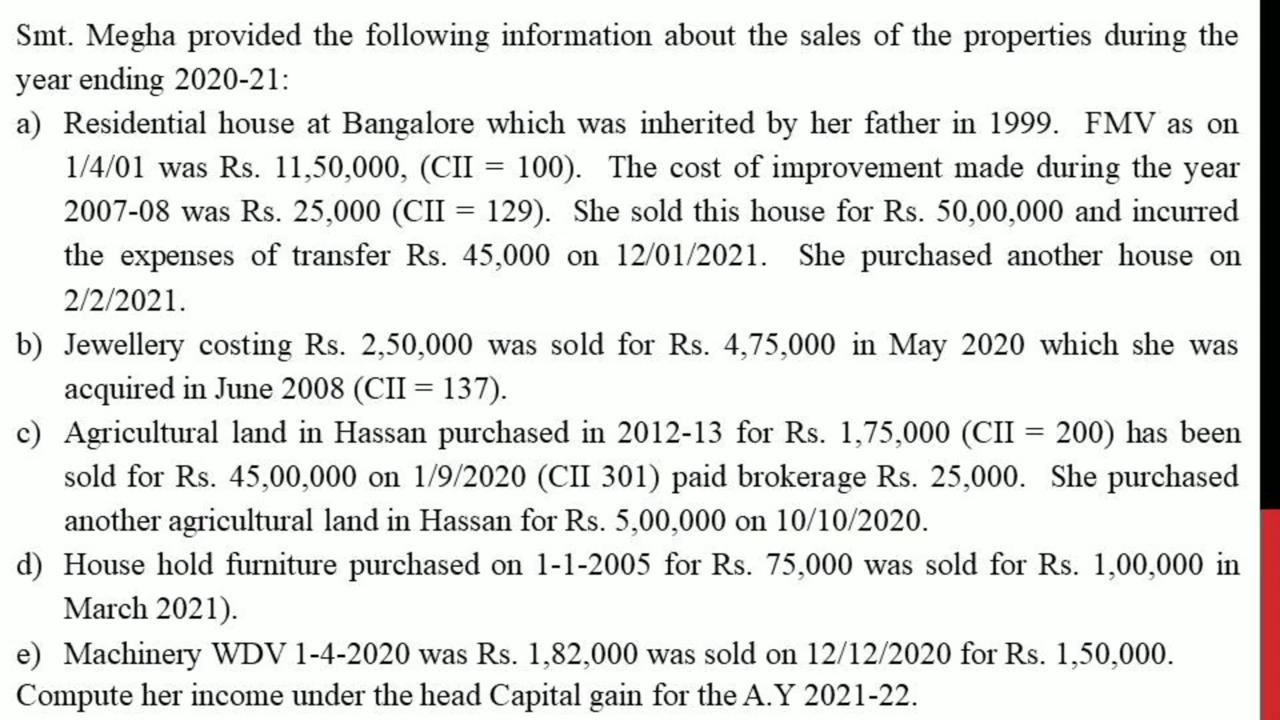 Smt. Megha provided the following information about the sales of the properties during the
year ending 2020-21:
a) Residential house at Bangalore which was inherited by her father in 1999. FMV as on
1/4/01 was Rs. 11,50,000, (CII = 100). The cost of improvement made during the year
2007-08 was Rs. 25,000 (CII = 129). She sold this house for Rs. 50,00,000 and incurred
the expenses of transfer Rs. 45,000 on 12/01/2021. She purchased another house on
2/2/2021.
b) Jewellery costing Rs. 2,50,000 was sold for Rs. 4,75,000 in May 2020 which she was
acquired in June 2008 (CII = 137).
c) Agricultural land in Hassan purchased in 2012-13 for Rs. 1,75,000 (CII = 200) has been
sold for Rs. 45,00,000 on 1/9/2020 (CII 301) paid brokerage Rs. 25,000. She purchased
another agricultural land in Hassan for Rs. 5,00,000 on 10/10/2020.
d) House hold furniture purchased on 1-1-2005 for Rs. 75,000 was sold for Rs. 1,00,000 in
March 2021).
e) Machinery WDV 1-4-2020 was Rs. 1,82,000 was sold on 12/12/2020 for Rs. 1,50,000.
Compute her income under the head Capital gain for the A.Y 2021-22.